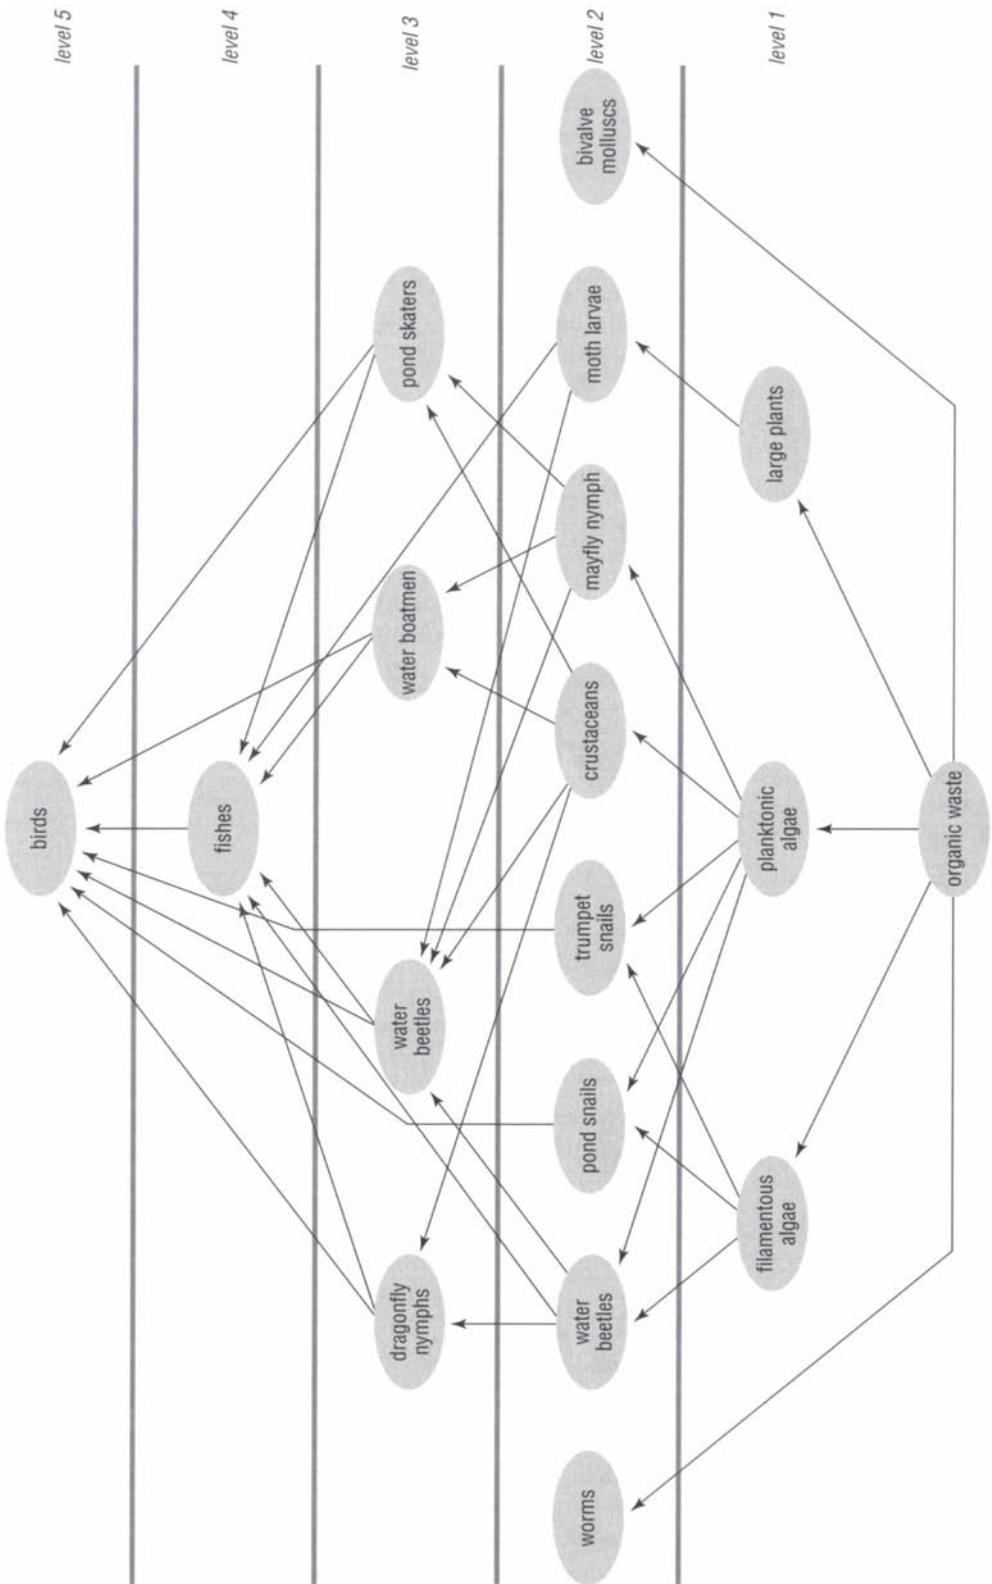 level 5
birds
level 4
fishes
level 3
dragonfly
nymphs
water
beetles
water boatmen
pond skaters
level 2
worms
water
beetles
pond snails
trumpet
snails
crustaceans
mayfly nymph
moth larvae
bivalve
molluscs
level 1
filamentous
algae
planktonic
algae
large plants
organic waste